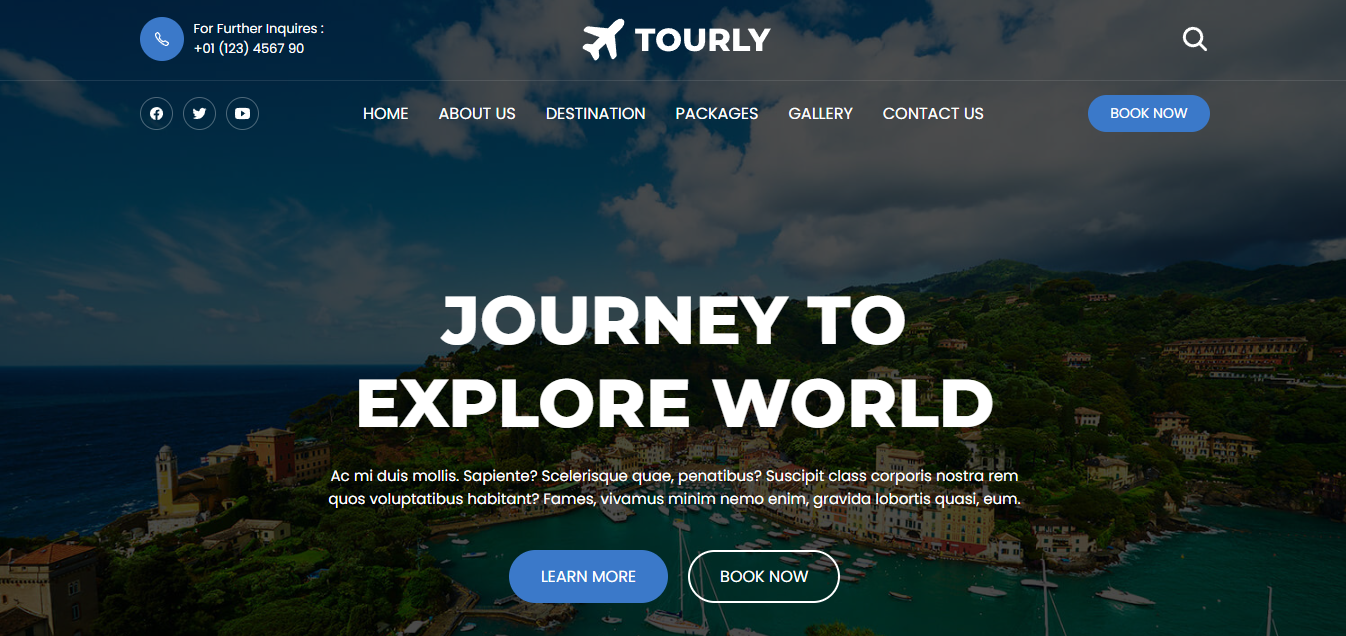 For Further Inquires :
+01 (123) 4567 90
TOURLY
HOME ABOUT US DESTINATION PACKAGES GALLERY CONTACT US
BOOK NOW
JOURNEY TO
EXPLORE WORLD
Ac mi duis mollis. Sapiente? Scelerisque quae, penatibus? Suscipit class corporis nostra rem
quos voluptatibus habitant? Fames, vivamus minim nemo enim, gravida lobortis quasi, eum.
LEARN MORE
BOOK NOW